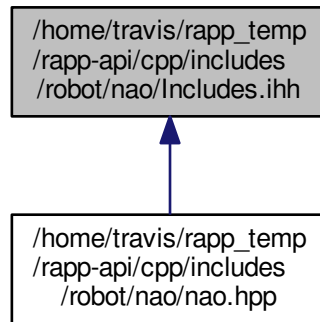 /home/travis/rapp_temp
/rapp-api/cpp/includes
/robot/nao/Includes.ihh
/home/travis/rapp_temp
/rapp-api/cpp/includes
/robot/nao/nao.hpp